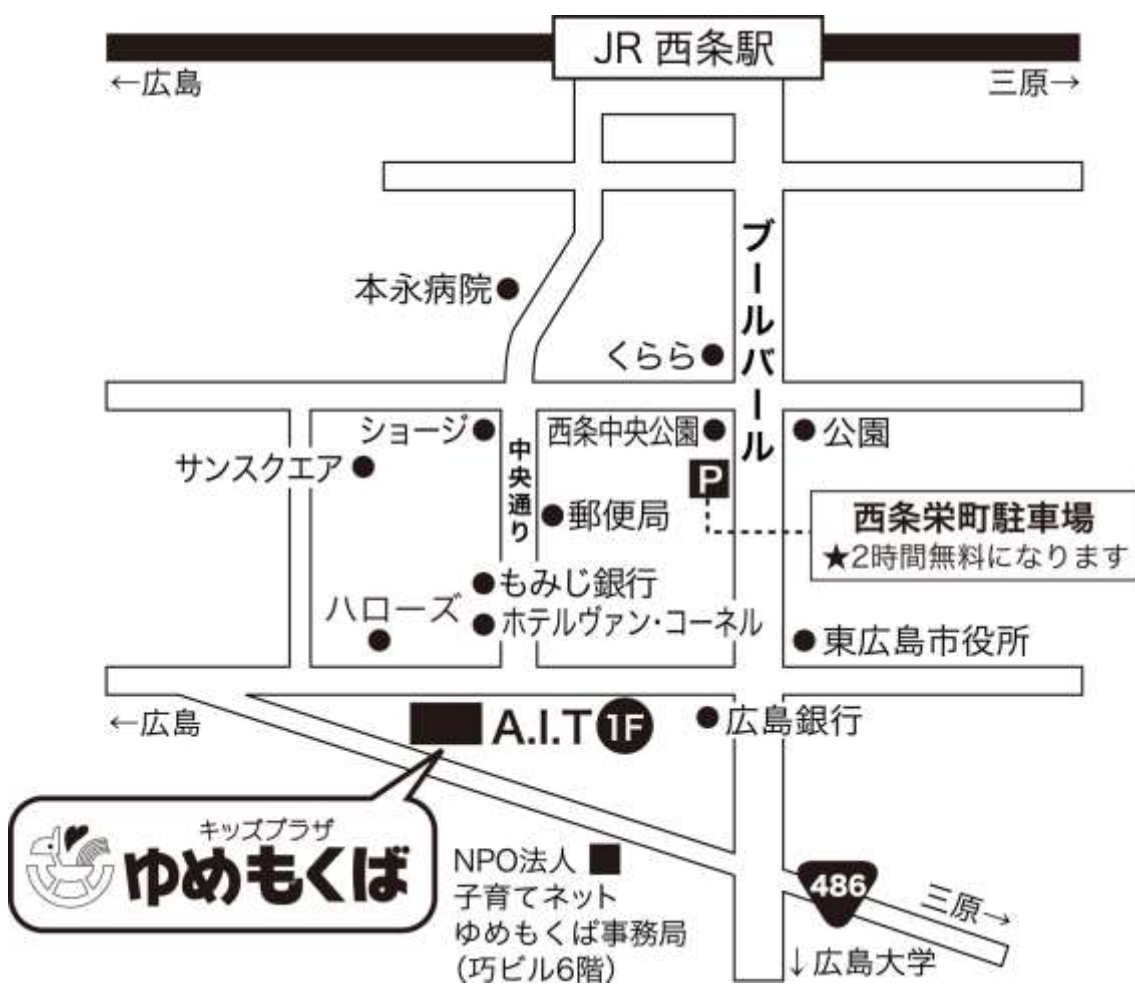 JR 西条駅
←広島
三原→
ブールバール
本永病院
くらら
ショージ
西条中央公園
公園
サンスクエア
中央通り
P
郵便局
西条栄町駐車場
★2時間無料になります
もみじ銀行
ハローズ
ホテルヴァン・コーネル
東広島市役所
←広島
A.I.T 1F
広島銀行
キッズプラザ
ゆめもくば
NPO法人
子育てネット
ゆめもくば事務局
(巧ビル6階)
486
三原→
↓広島大学